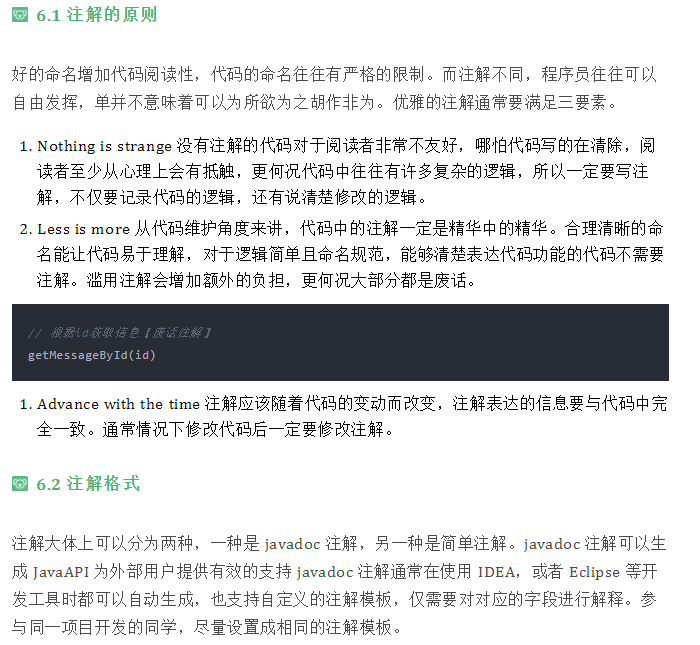 6.1 注解的原则
好的命名增加代码阅读性，代码的命名往往有严格的限制。而注解不同，程序员往往可以
自由发挥，单并不意味着可以为所欲为之胡作非为。优雅的注解通常要满足三要素。
1. Nothing is strange 没有注解的代码对于阅读者非常不友好，哪怕代码写的在清除，阅
读者至少从心理上会有抵触，更何况代码中往往有许多复杂的逻辑，所以一定要写注
解，不仅要记录代码的逻辑，还有说清楚修改的逻辑。
2. Less is more 从代码维护角度来讲，代码中的注解一定是精华中的精华。合理清晰的命
名能让代码易于理解，对于逻辑简单且命名规范，能够清楚表达代码功能的代码不需要
注解。滥用注解会增加额外的负担，更何况大部分都是废话。
// 根据id获取信息【废话注解】
getMessageById(id)
1. Advance with the time 注解应该随着代码的变动而改变，注解表达的信息要与代码中完
全一致。通常情况下修改代码后一定要修改注解。
6.2 注解格式
注解大体上可以分为两种，一种是 javadoc 注解，另一种是简单注解。javadoc 注解可以生
成 JavaAPI 为外部用户提供有效的支持 javadoc 注解通常在使用 IDEA，或者 Eclipse 等开
发工具时都可以自动生成，也支持自定义的注解模板，仅需要对对应的字段进行解释。参
与同一项目开发的同学，尽量设置成相同的注解模板。